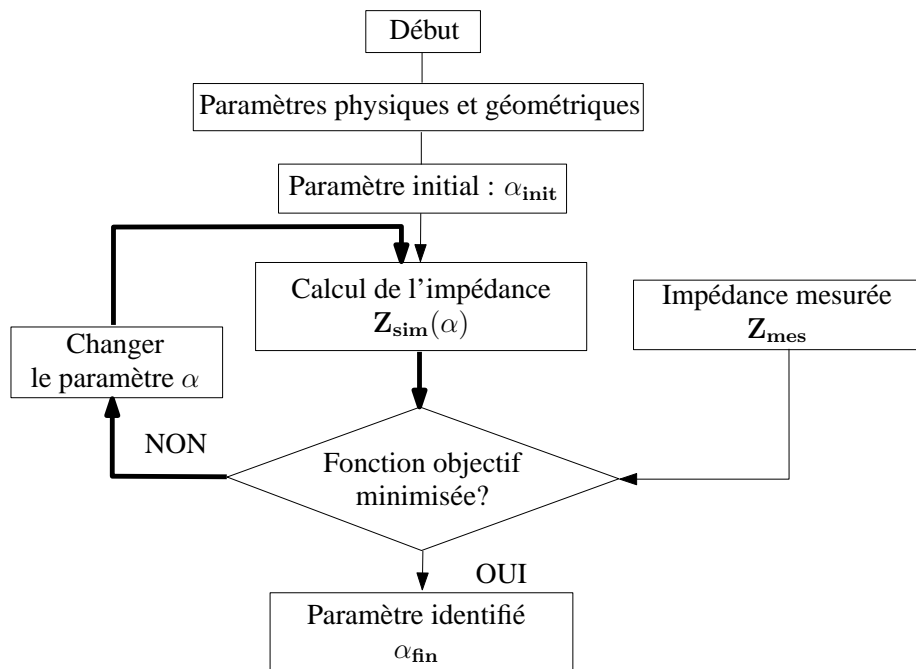 Début
Paramètres physiques et géométriques
Paramètre initial : α_init
Calcul de l'impédance
Z_sim(α)
Impédance mesurée
Z_mes
Changer
le paramètre α
NON
Fonction objectif
minimisée?
OUI
Paramètre identifié
α_fin